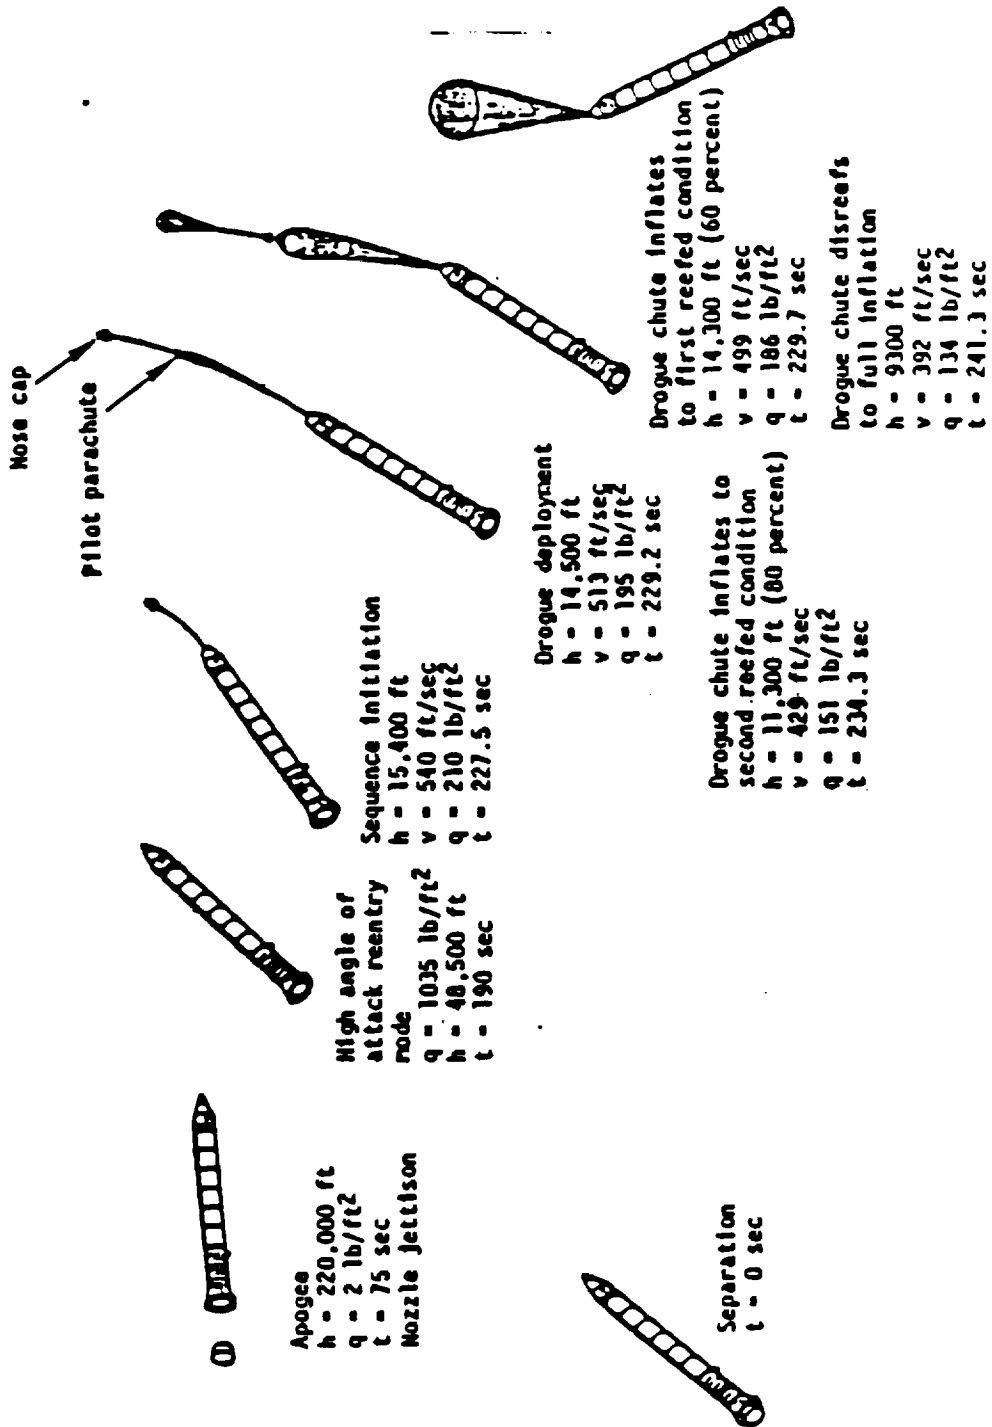 Nose cap
Pilot parachute
Separation
t = 0 sec
Apogee
h = 220,000 ft
q = 2 lb/ft²
t = 75 sec
Nozzle jettison
High angle of
attack reentry
mode
q = 1035 lb/ft²
h = 48,500 ft
t = 190 sec
Sequence initiation
h = 15,400 ft
v = 540 ft/sec
q = 210 lb/ft²
t = 227.5 sec
Drogue deployment
h = 14,500 ft
v = 513 ft/sec
q = 195 lb/ft²
t = 229.2 sec
Drogue chute inflates
to first reefed condition
h = 14,300 ft (60 percent)
v = 499 ft/sec
q = 186 lb/ft²
t = 229.7 sec
Drogue chute inflates to
second reefed condition
h = 11,300 ft (80 percent)
v = 429 ft/sec
q = 151 lb/ft²
t = 234.3 sec
Drogue chute disreefs
to full inflation
h = 9300 ft
v = 392 ft/sec
q = 134 lb/ft²
t = 241.3 sec